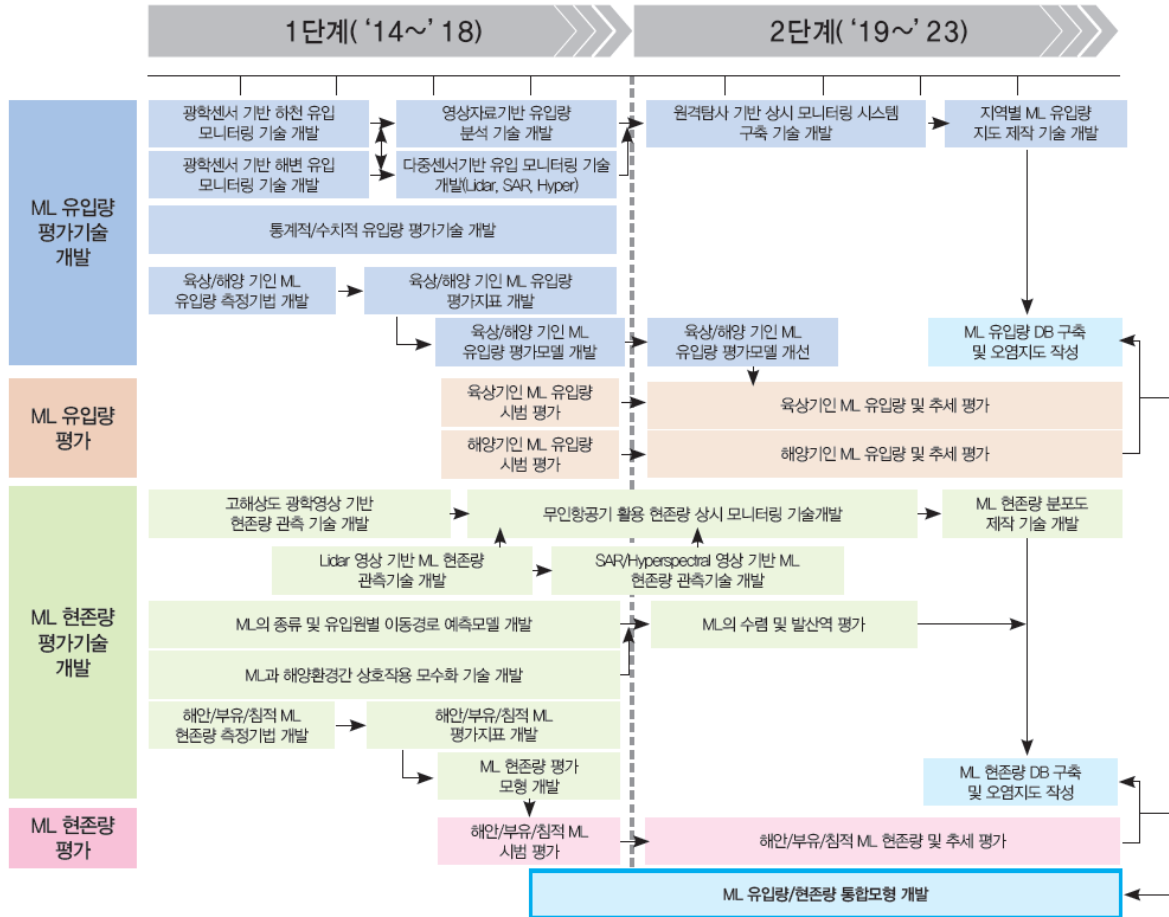 1단계( ‘14～’ 18)
2단계( ‘19～’ 23)
ML 유입량
평가기술
개발
광학센서 기반 하천 유입
모니터링 기술 개발
영상자료기반 유입량
분석 기술 개발
원격탐사 기반 상시 모니터링 시스템
구축 기술 개발
지역별 ML 유입량
지도 제작 기술 개발
광학센서 기반 해변 유입
모니터링 기술 개발
다중센서기반 유입 모니터링 기술
개발(Lidar, SAR, Hyper)
통계적/수치적 유입량 평가기술 개발
육상/해양 기인 ML
유입량 측정기법 개발
육상/해양 기인 ML 유입량
평가지표 개발
육상/해양 기인 ML
유입량 평가모델 개발
육상/해양 기인 ML
유입량 평가모델 개선
ML 유입량 DB 구축
및 오염지도 작성
ML 유입량
평가
육상기인 ML 유입량
시범 평가
육상기인 ML 유입량 및 추세 평가
해양기인 ML 유입량
시범 평가
해양기인 ML 유입량 및 추세 평가
ML 현존량
평가기술
개발
고해상도 광학영상 기반
현존량 관측 기술 개발
무인항공기 활용 현존량 상시 모니터링 기술개발
ML 현존량 분포도
제작 기술 개발
Lidar 영상 기반 ML 현존량
관측기술 개발
SAR/Hyperspectral 영상 기반 ML
현존량 관측기술 개발
ML의 종류 및 유입원별 이동경로 예측모델 개발
ML의 수렴 및 발산역 평가
ML과 해양환경간 상호작용 모수화 기술 개발
해안/부유/침적 ML
현존량 측정기법 개발
해안/부유/침적 ML
평가지표 개발
ML 현존량 평가
모형 개발
ML 현존량 DB 구축
및 오염지도 작성
ML 현존량
평가
해안/부유/침적 ML
시범 평가
해안/부유/침적 ML 현존량 및 추세 평가
ML 유입량/현존량 통합모형 개발